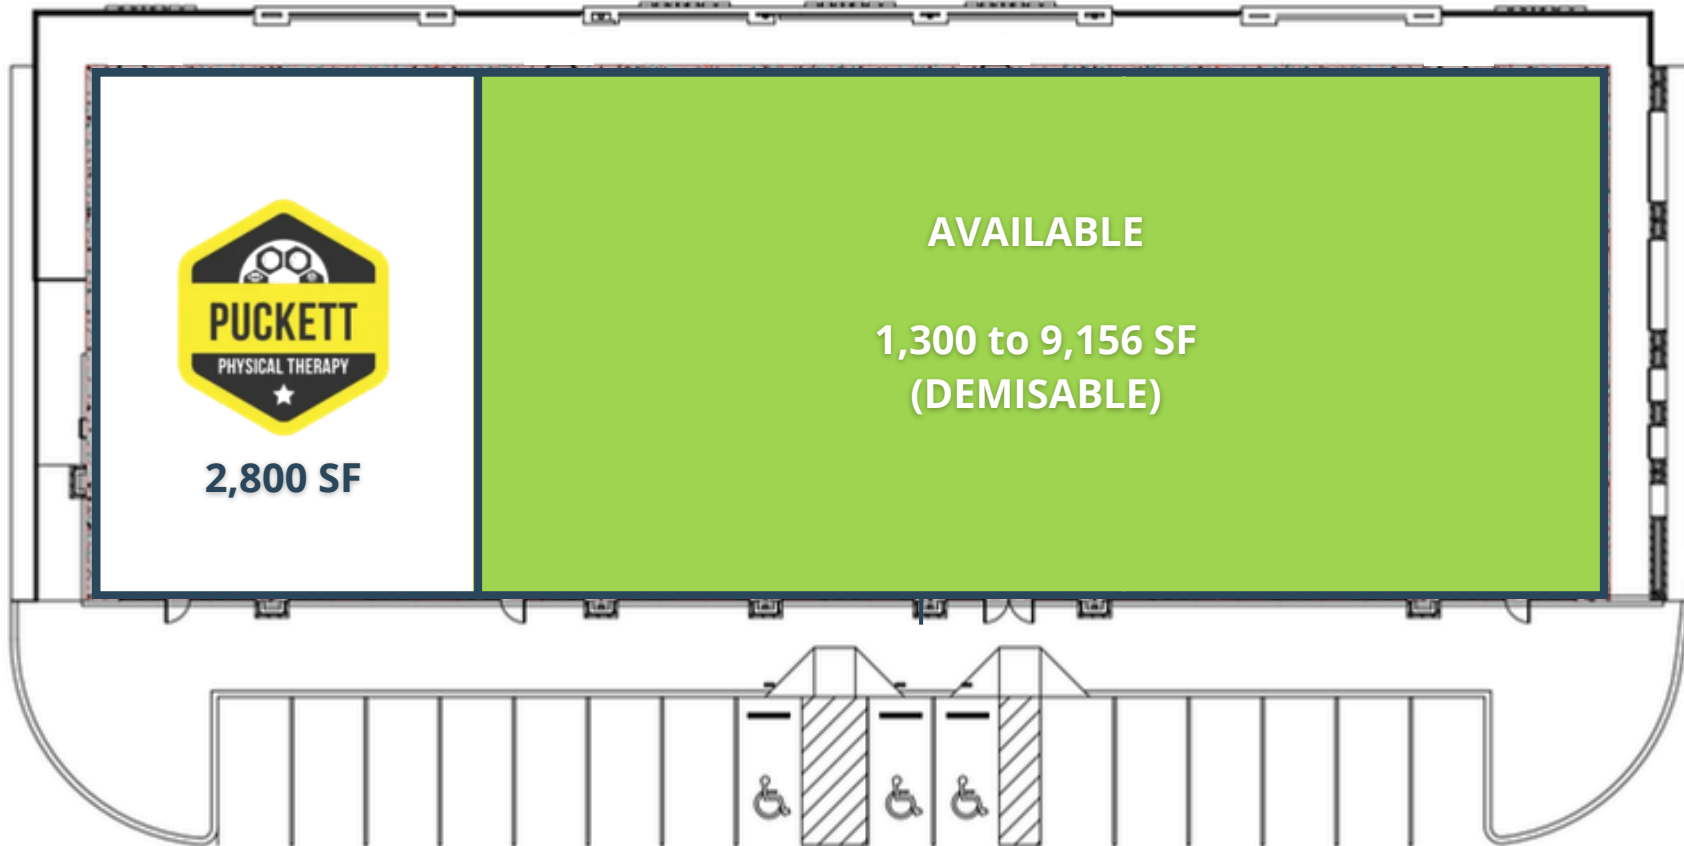 PUCKETT
PHYSICAL THERAPY
2,800 SF
AVAILABLE
1,300 to 9,156 SF
(DEMISABLE)